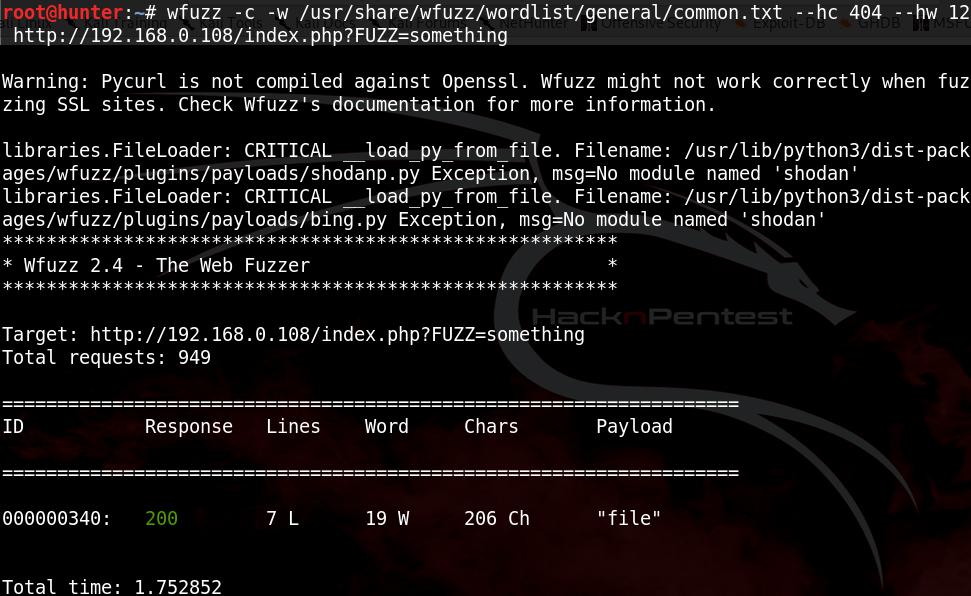 root@hunter:~# wfuzz -c -w /usr/share/wfuzz/wordlist/general/common.txt --hc 404 --hw 12
http://192.168.0.108/index.php?FUZZ=something
Warning: Pycurl is not compiled against Openssl. Wfuzz might not work correctly when fuz
zing SSL sites. Check Wfuzz's documentation for more information.
libraries.FileLoader: CRITICAL __load_py_from_file. Filename: /usr/lib/python3/dist-pack
ages/wfuzz/plugins/payloads/shodanp.py Exception, msg=No module named 'shodan'
libraries.FileLoader: CRITICAL __load_py_from_file. Filename: /usr/lib/python3/dist-pack
ages/wfuzz/plugins/payloads/bing.py Exception, msg=No module named 'shodan'
********************************************************
* Wfuzz 2.4 - The Web Fuzzer                           *
********************************************************
HacknPentest
Target: http://192.168.0.108/index.php?FUZZ=something
Total requests: 949
===================================================================
ID           Response   Lines    Word     Chars       Payload
===================================================================
000000340:   200        7 L      19 W     206 Ch      "file"
Total time: 1.752852